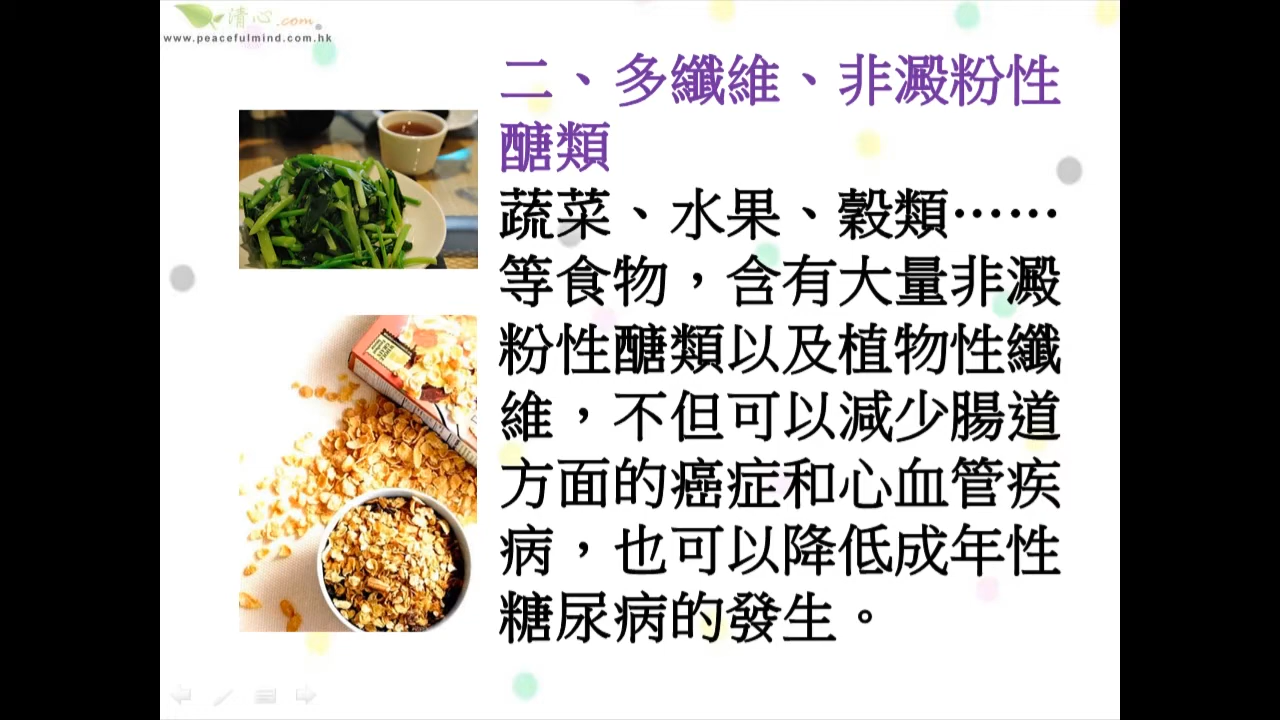 清心.com
www.peacefulmind.com.hk
二、多纖維、非澱粉性
醣類
蔬菜、水果、穀類……
等食物，含有大量非澱
粉性醣類以及植物性纖
維，不但可以減少腸道
方面的癌症和心血管疾
病，也可以降低成年性
糖尿病的發生。